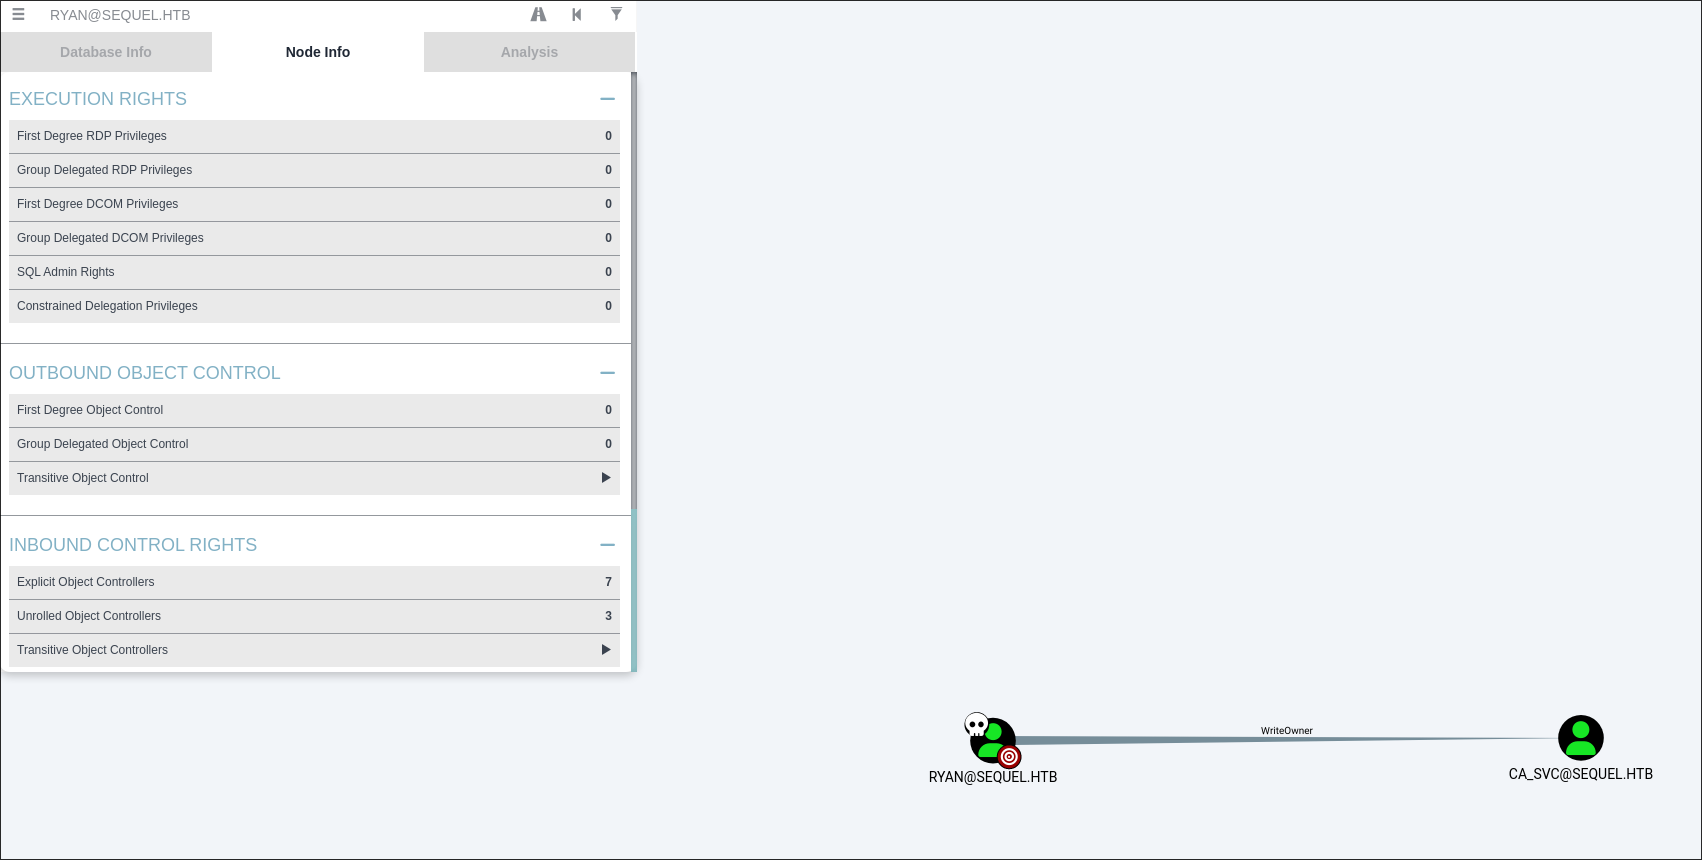 RYAN@SEQUEL.HTB
Database Info
Node Info
Analysis
EXECUTION RIGHTS
First Degree RDP Privileges 0
Group Delegated RDP Privileges 0
First Degree DCOM Privileges 0
Group Delegated DCOM Privileges 0
SQL Admin Rights 0
Constrained Delegation Privileges 0
OUTBOUND OBJECT CONTROL
First Degree Object Control 0
Group Delegated Object Control 0
Transitive Object Control
INBOUND CONTROL RIGHTS
Explicit Object Controllers 7
Unrolled Object Controllers 3
Transitive Object Controllers
WriteOwner
RYAN@SEQUEL.HTB
CA_SVC@SEQUEL.HTB